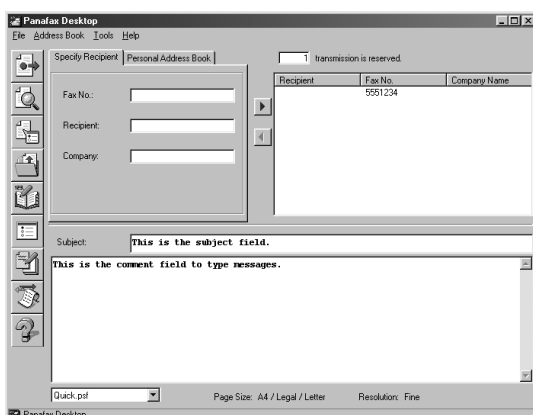 Panafax Desktop
File Address Book Tools Help
Specify Recipient Personal Address Book
1 transmission is reserved.
Recipient Fax No. Company Name
5551234
Fax No.:
Recipient:
Company:
Subject: This is the subject field.
This is the comment field to type messages.
Quick.psf Page Size: A4 / Legal / Letter Resolution: Fine
Panafax Desktop